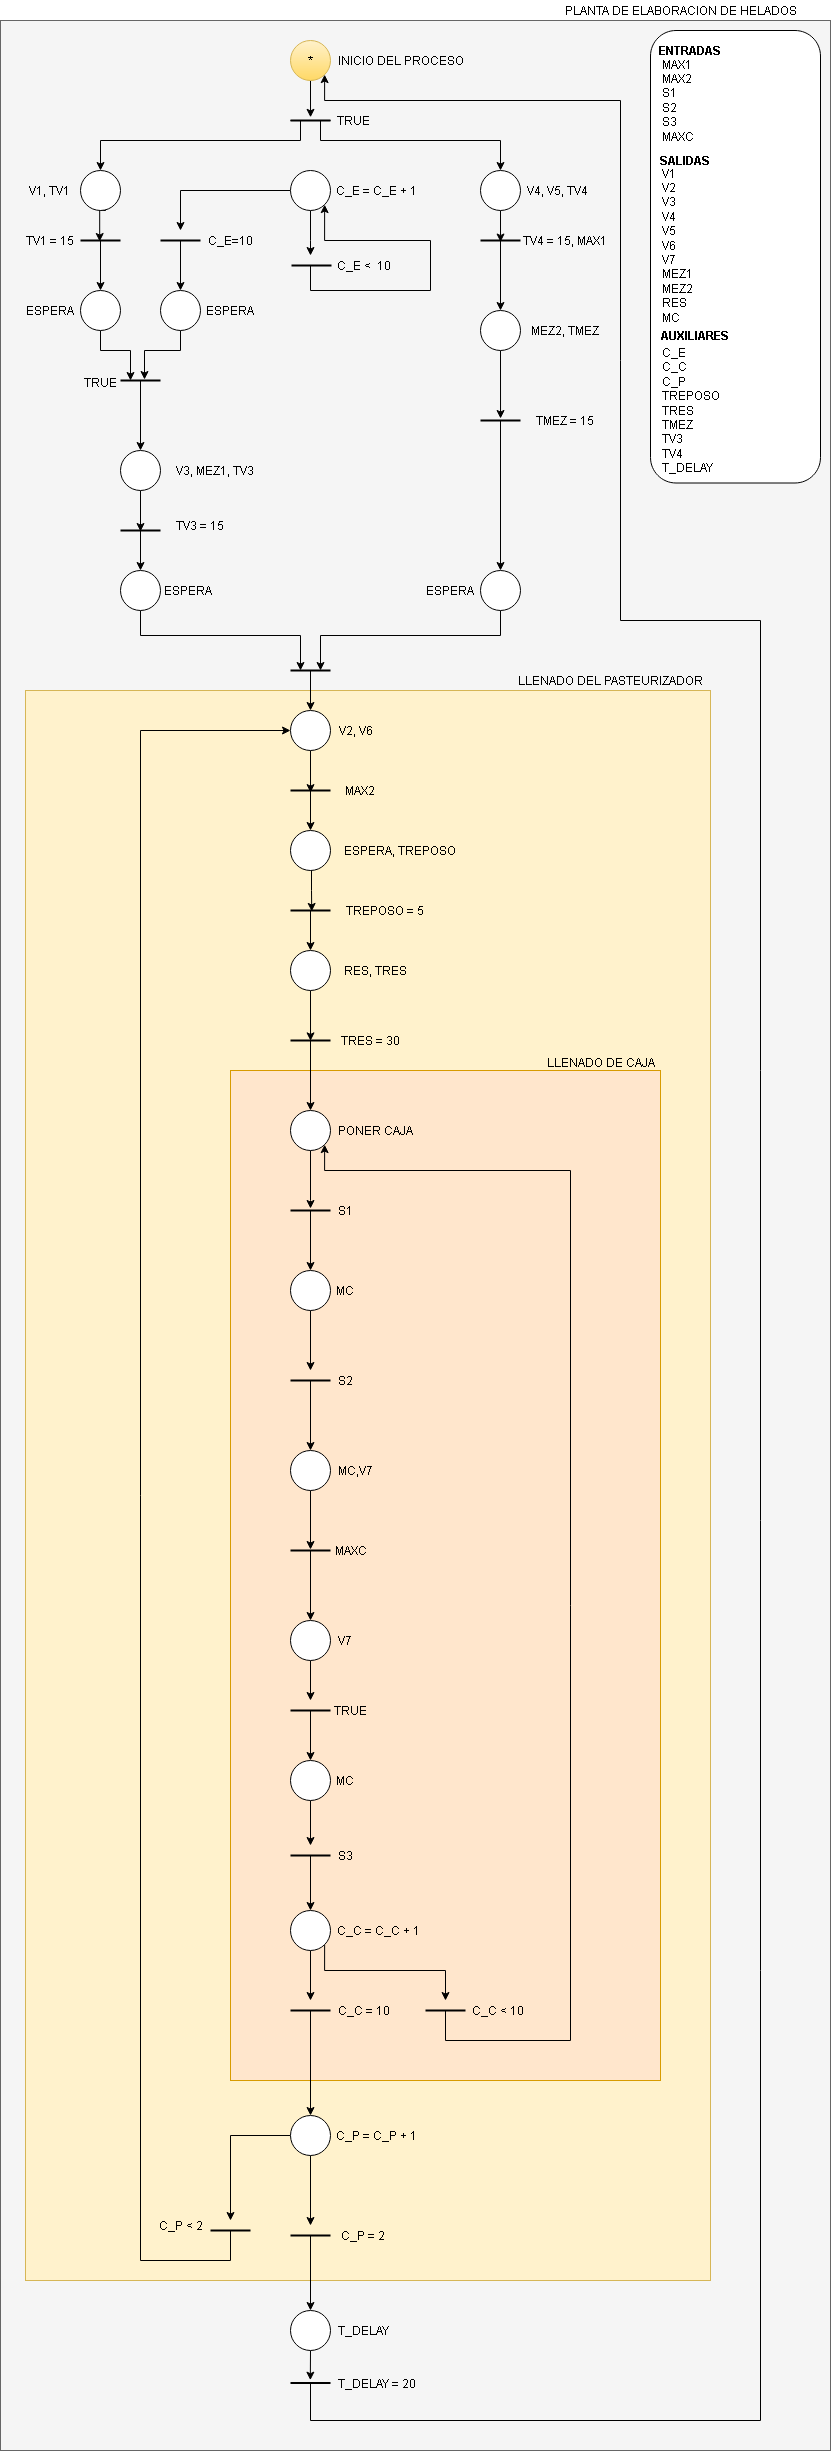 PLANTA DE ELABORACION DE HELADOS
* INICIO DEL PROCESO
TRUE
ENTRADAS
MAX1
MAX2
S1
S2
S3
MAXC
SALIDAS
V1
V2
V3
V4
V5
V6
V7
MEZ1
MEZ2
RES
MC
AUXILIARES
C_E
C_C
C_P
TREPOSO
TRES
TMEZ
TV3
TV4
T_DELAY
V1, TV1
C_E = C_E + 1
V4, V5, TV4
TV1 = 15
C_E=10
TV4 = 15, MAX1
C_E < 10
ESPERA
ESPERA
MEZ2, TMEZ
TRUE
TMEZ = 15
V3, MEZ1, TV3
TV3 = 15
ESPERA
ESPERA
LLENADO DEL PASTEURIZADOR
V2, V6
MAX2
ESPERA, TREPOSO
TREPOSO = 5
RES, TRES
TRES = 30
LLENADO DE CAJA
PONER CAJA
S1
MC
S2
MC,V7
MAXC
V7
TRUE
MC
S3
C_C = C_C + 1
C_C = 10
C_C < 10
C_P = C_P + 1
C_P < 2
C_P = 2
T_DELAY
T_DELAY = 20